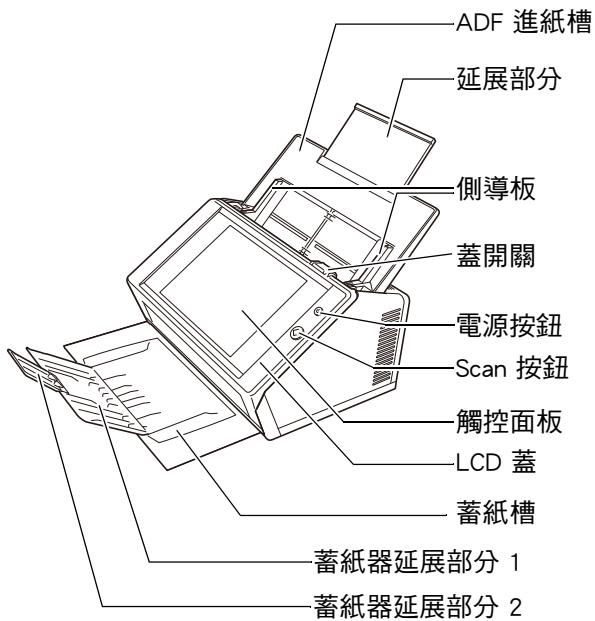 ADF 進紙槽
延展部分
側導板
蓋開關
電源按鈕
Scan 按鈕
觸控面板
LCD 蓋
蓄紙槽
蓄紙器延展部分 1
蓄紙器延展部分 2